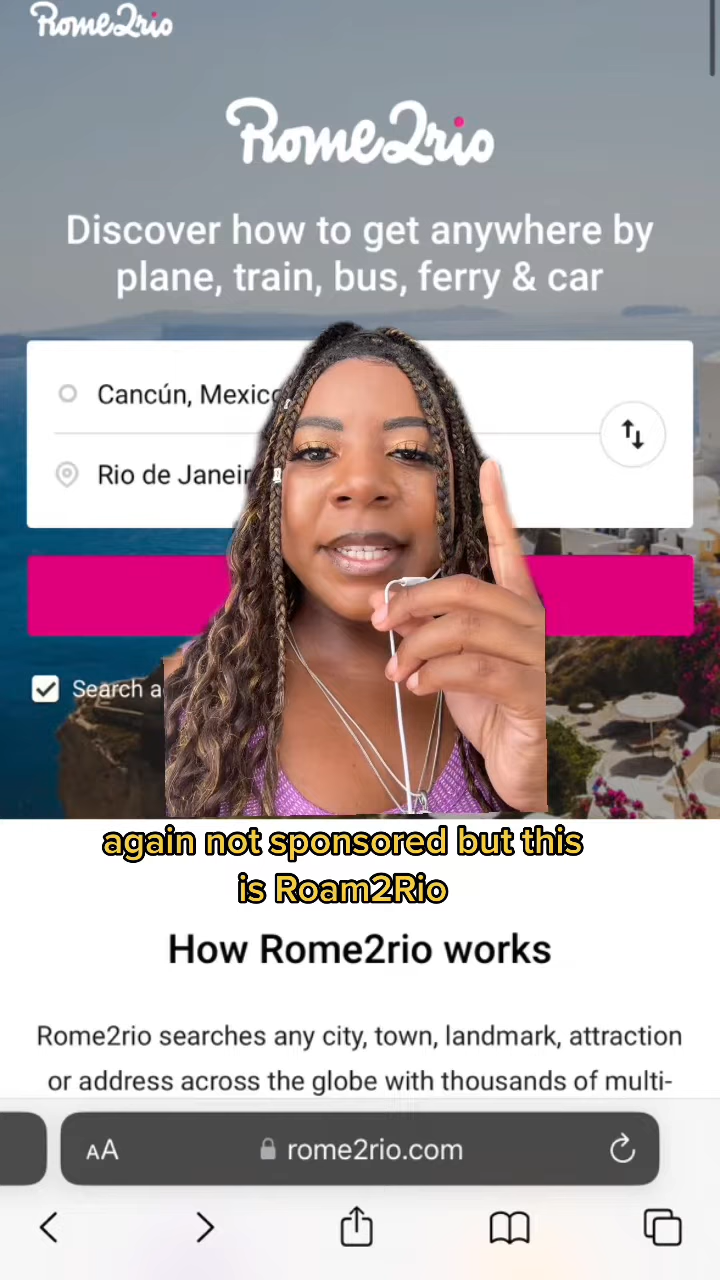 Rome2rio
Rome2rio
Discover how to get anywhere by
plane, train, bus, ferry & car
Cancún, Mexico
Rio de Janeir
Search a
again not sponsored but this
is Roam2Rio
How Rome2rio works
Rome2rio searches any city, town, landmark, attraction
or address across the globe with thousands of multi-
AA rome2rio.com